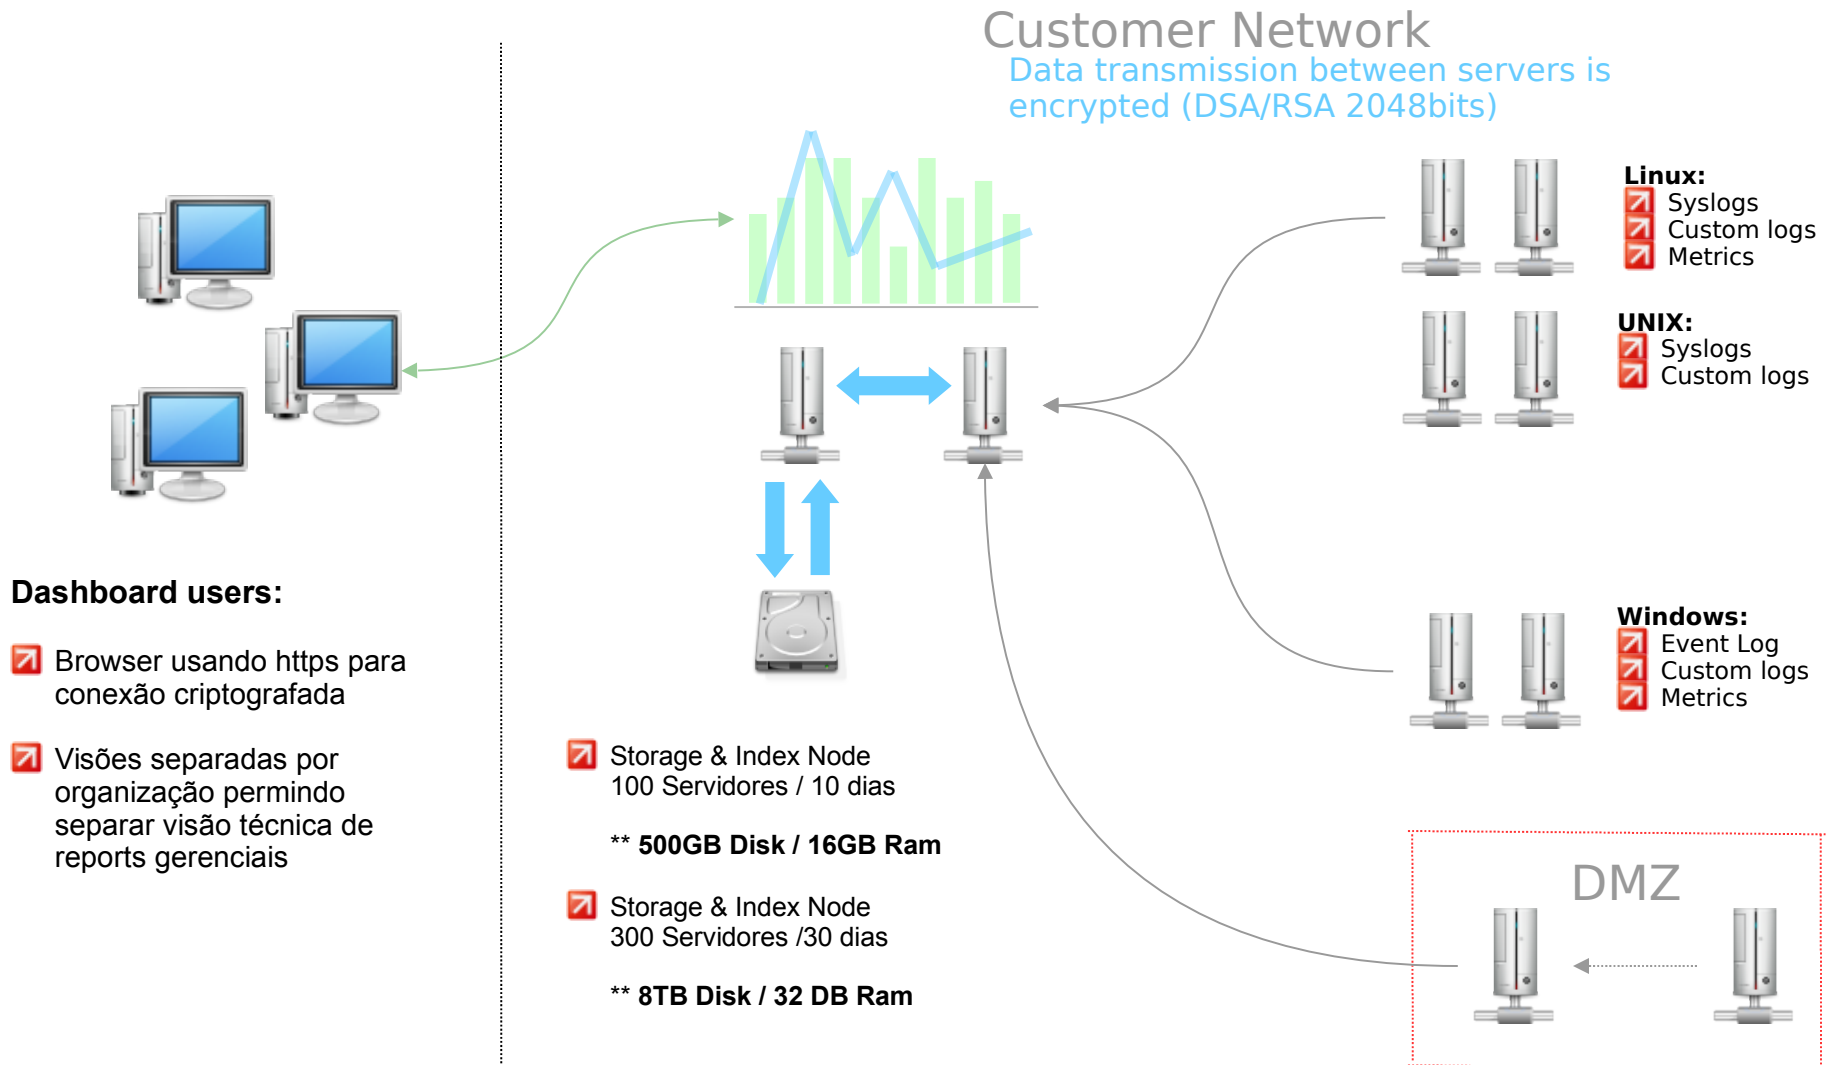 Customer Network
Data transmission between servers is
encrypted (DSA/RSA 2048bits)
Linux:
Syslogs
Custom logs
Metrics
UNIX:
Syslogs
Custom logs
Windows:
Event Log
Custom logs
Metrics
Dashboard users:
Browser usando https para
conexão criptografada
Visões separadas por
organização permindo
separar visão técnica de
reports gerenciais
Storage & Index Node
100 Servidores / 10 dias
** 500GB Disk / 16GB Ram
Storage & Index Node
300 Servidores /30 dias
** 8TB Disk / 32 DB Ram
DMZ